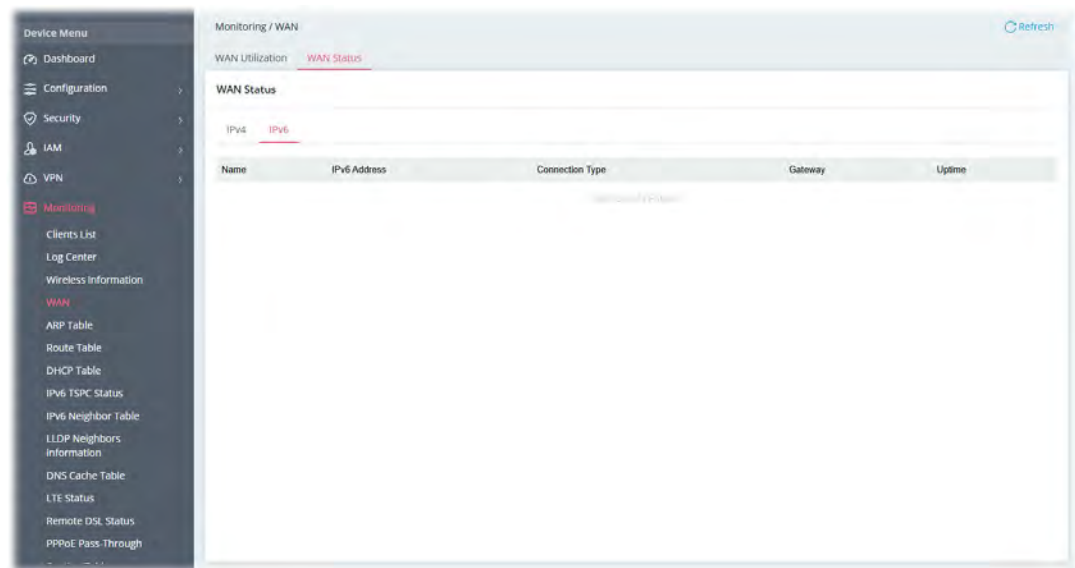 Device Menu
Dashboard
Configuration
Security
IAM
VPN
Monitoring
Clients List
Log Center
Wireless Information
WAN
ARP Table
Route Table
DHCP Table
IPv6 TSPC Status
IPv6 Neighbor Table
LLDP Neighbors
Information
DNS Cache Table
LTE Status
Remote DSL Status
PPPoE Pass-Through
Monitoring / WAN
Refresh
WAN Utilization WAN Status
WAN Status
IPv4 IPv6
Name IPv6 Address Connection Type Gateway Uptime